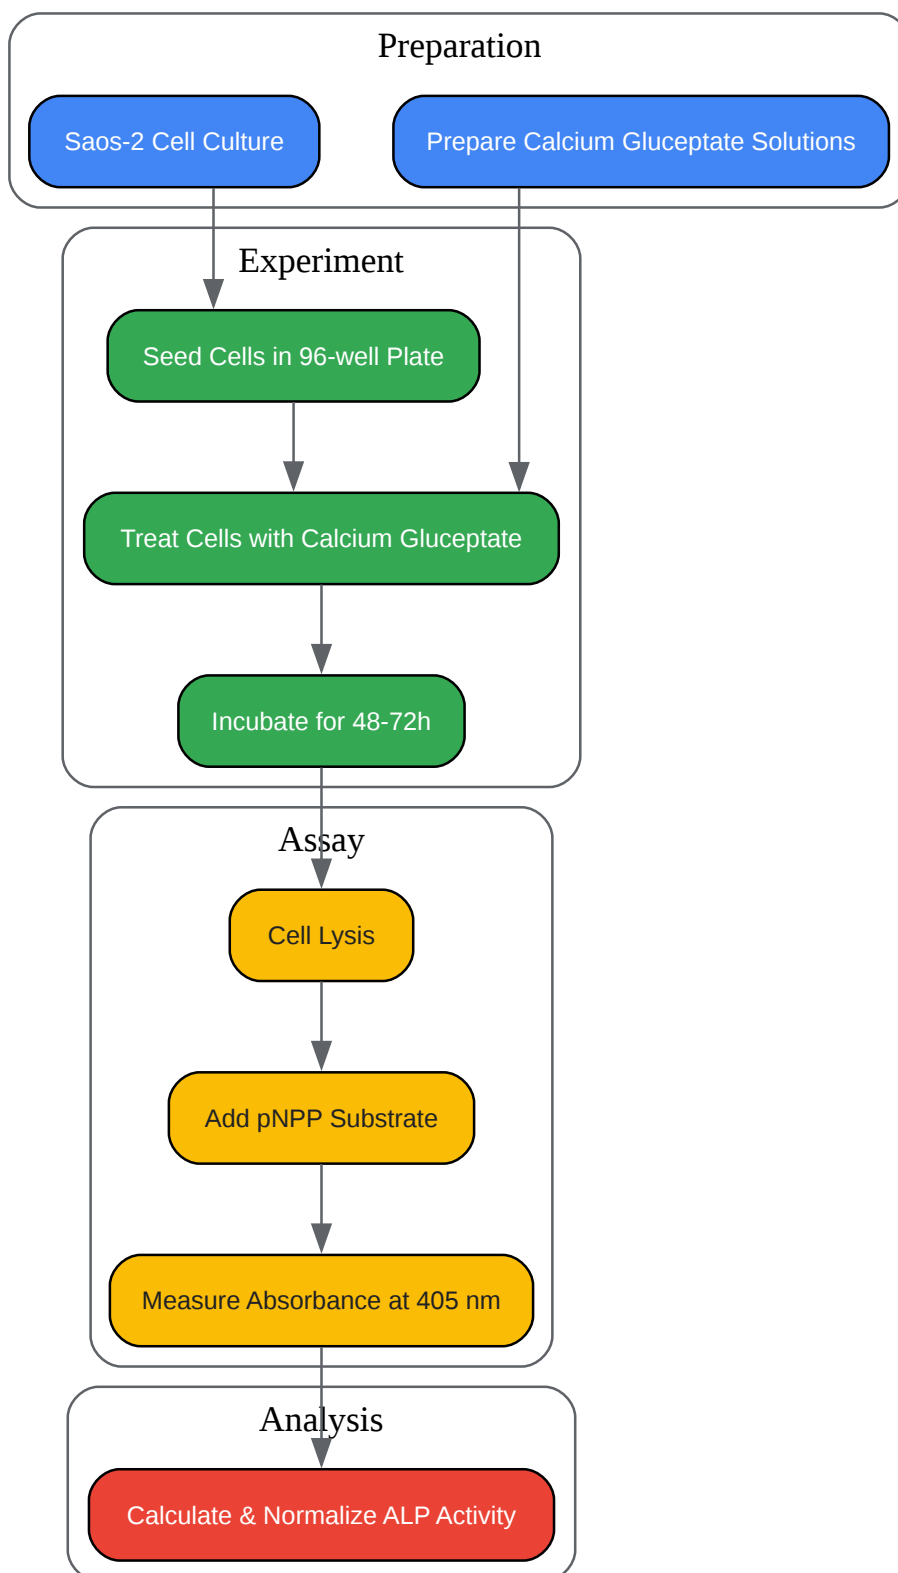 Preparation
Saos-2 Cell Culture
Prepare Calcium Gluceptate Solutions
Experiment
Seed Cells in 96-well Plate
Treat Cells with Calcium Gluceptate
Incubate for 48-72h
Assay
Cell Lysis
Add pNPP Substrate
Measure Absorbance at 405 nm
Analysis
Calculate & Normalize ALP Activity